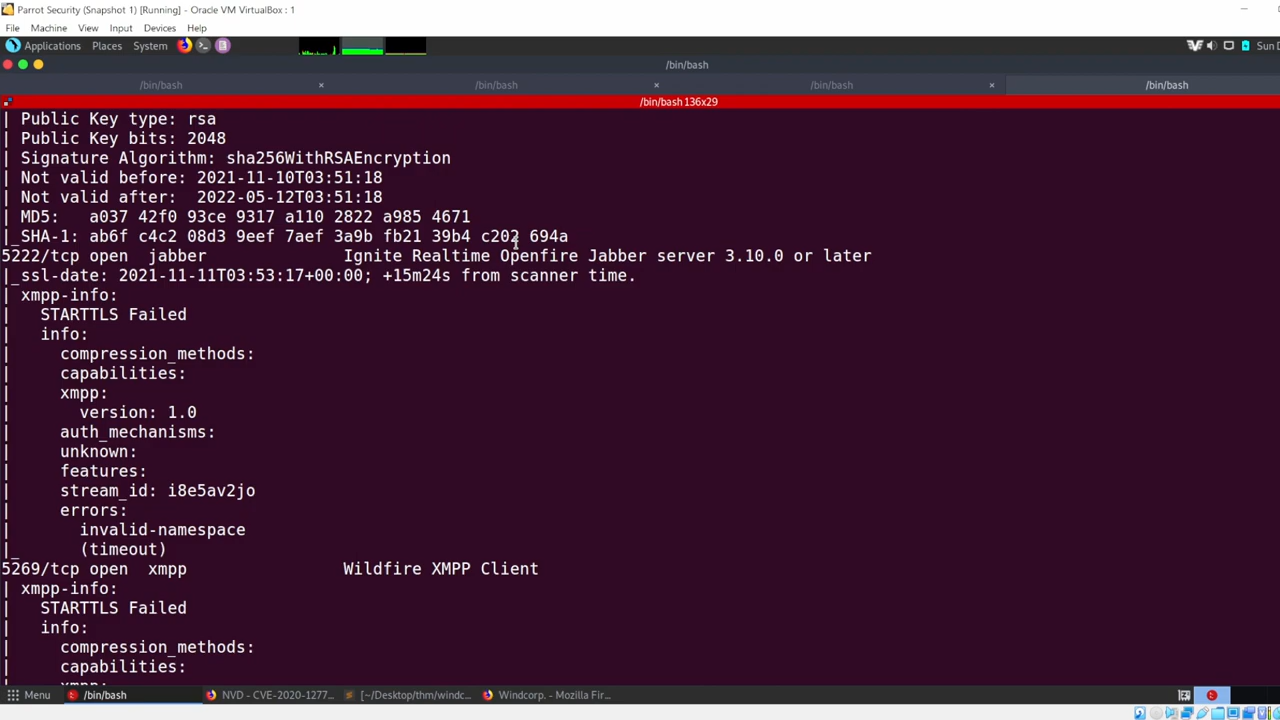 Parrot Security (Snapshot 1) [Running] - Oracle VM VirtualBox : 1
File Machine View Input Devices Help
Applications Places System Sun
/bin/bash
/bin/bash × /bin/bash × /bin/bash × /bin/bash
/bin/bash 136x29
| Public Key type: rsa
| Public Key bits: 2048
| Signature Algorithm: sha256WithRSAEncryption
| Not valid before: 2021-11-10T03:51:18
| Not valid after:  2022-05-12T03:51:18
| MD5:   a037 42f0 93ce 9317 a110 2822 a985 4671
|_SHA-1: ab6f c4c2 08d3 9eef 7aef 3a9b fb21 39b4 c202 694a
5222/tcp open  jabber              Ignite Realtime Openfire Jabber server 3.10.0 or later
|_ssl-date: 2021-11-11T03:53:17+00:00; +15m24s from scanner time.
| xmpp-info:
|   STARTTLS Failed
|   info:
|     compression_methods:
|     capabilities:
|     xmpp:
|       version: 1.0
|     auth_mechanisms:
|     unknown:
|     features:
|     stream_id: i8e5av2jo
|     errors:
|       invalid-namespace
|_      (timeout)
5269/tcp open  xmpp                Wildfire XMPP Client
| xmpp-info:
|   STARTTLS Failed
|   info:
|     compression_methods:
|     capabilities:
Menu /bin/bash NVD - CVE-2020-1277... [~/Desktop/thm/windc... Windcorp. - Mozilla Fir...